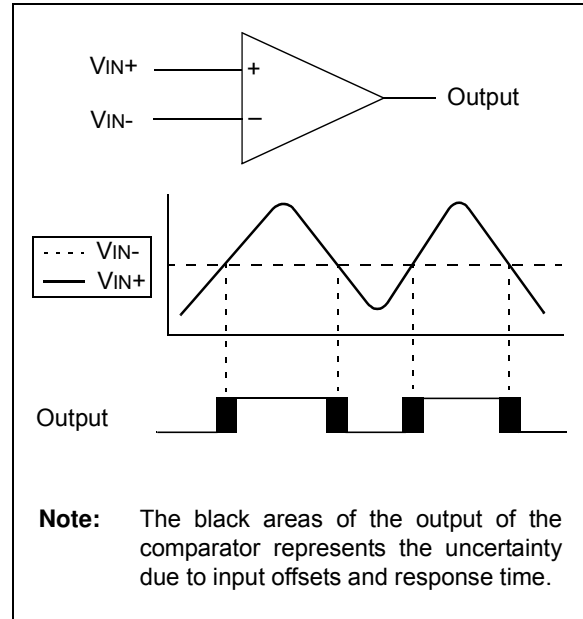 VIN+
+
Output
VIN-
−
VIN-
VIN+
Output
Note: The black areas of the output of the
comparator represents the uncertainty
due to input offsets and response time.